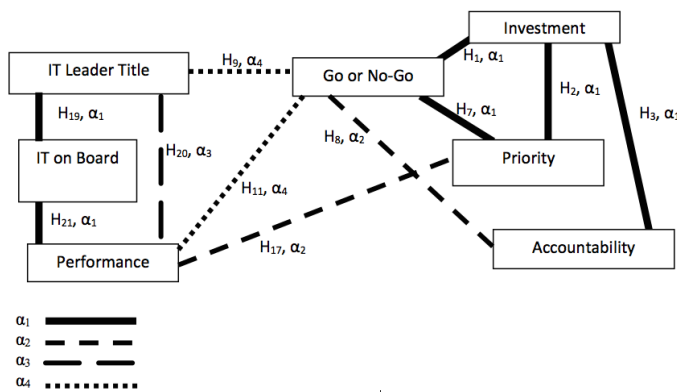 Investment
IT Leader Title
H9, α4
Go or No-Go
H1, α1
H2, α1
H3, α1
H19, α1
H20, α3
H8, α2
H7, α1
IT on Board
Priority
H11, α4
H21, α1
H17, α2
Performance
Accountability
α1
α2
α3
α4